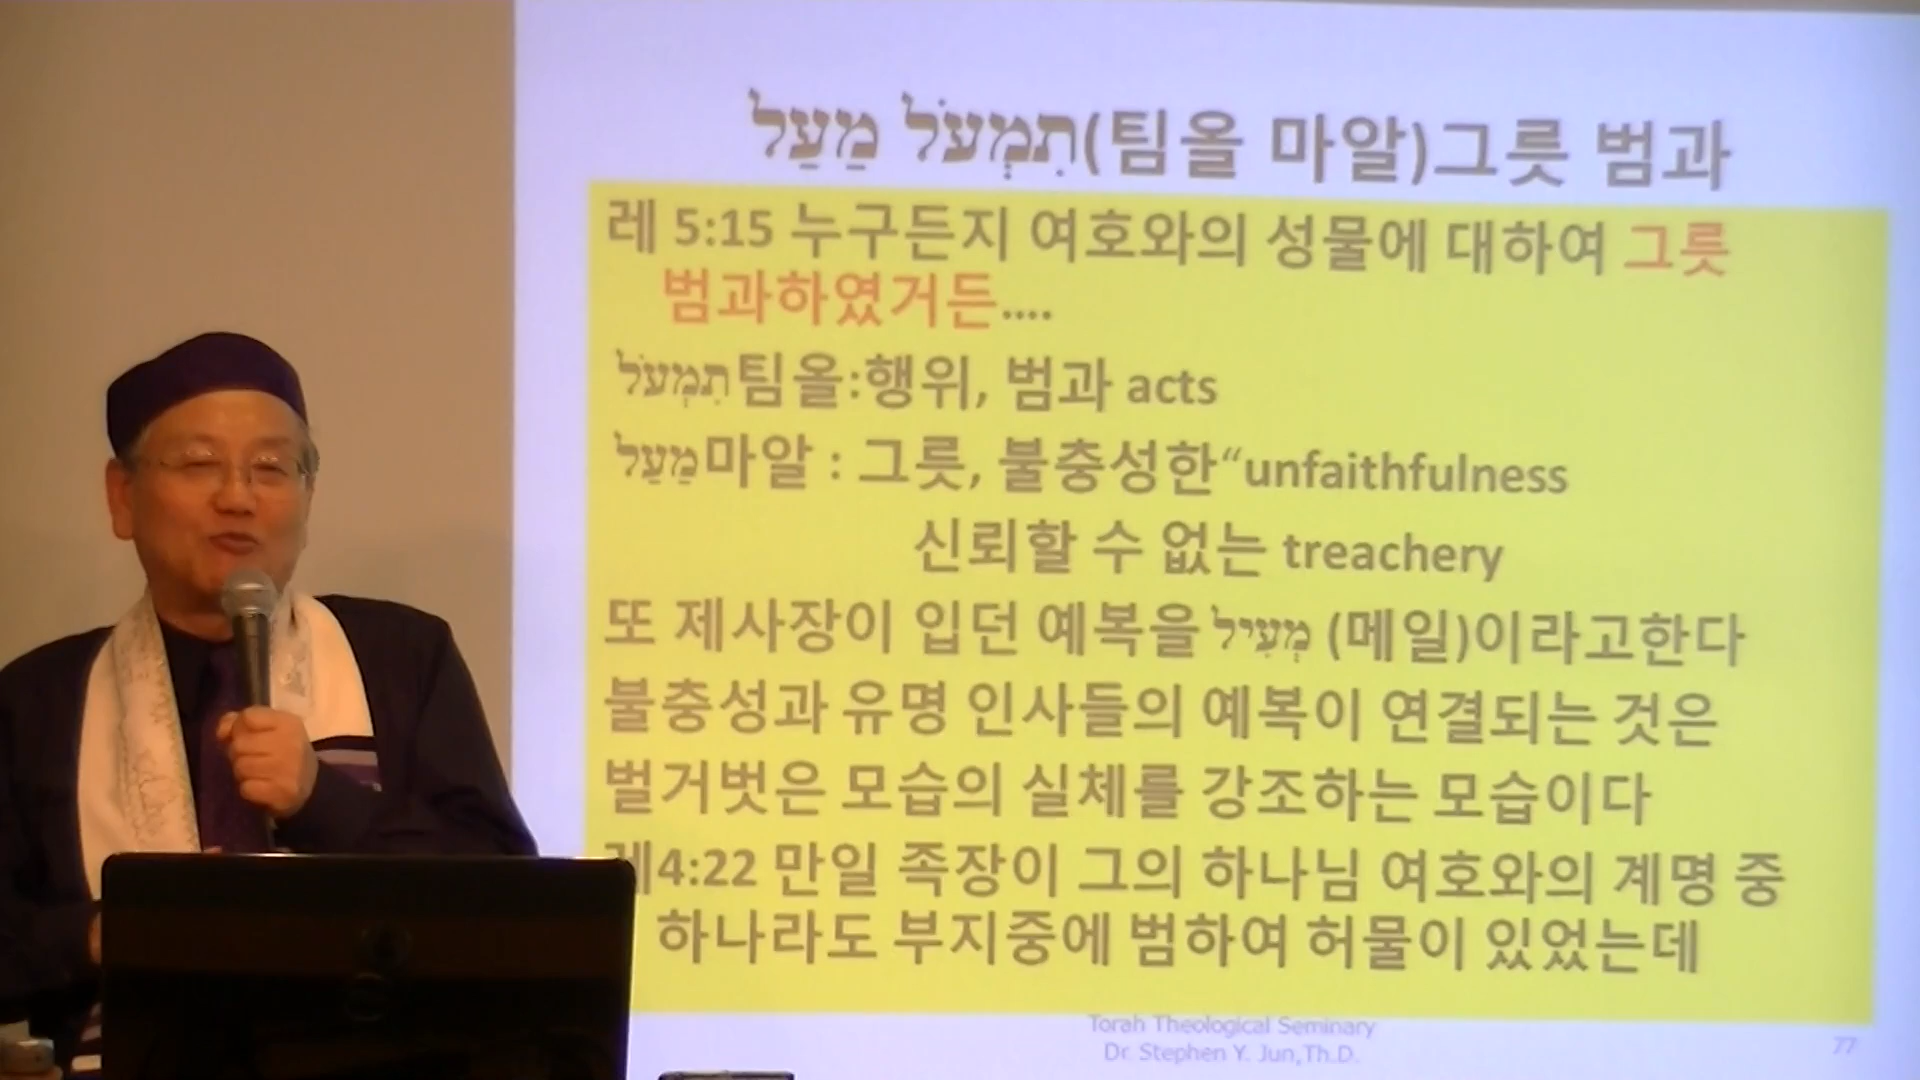 תִמְעֹל מַעַל(팀올 마알)그릇 범과
레 5:15 누구든지 여호와의 성물에 대하여 그릇
범과하였거든....
תִמְעֹל팀올:행위, 범과 acts
מַעַל마알 : 그릇, 불충성한“unfaithfulness
신뢰할 수 없는 treachery
또 제사장이 입던 예복을 מְעִיל (메일)이라고한다
불충성과 유명 인사들의 예복이 연결되는 것은
벌거벗은 모습의 실체를 강조하는 모습이다
레4:22 만일 족장이 그의 하나님 여호와의 계명 중
하나라도 부지중에 범하여 허물이 있었는데
Torah Theological Seminary
Dr. Stephen Y. Jun,Th.D.
77